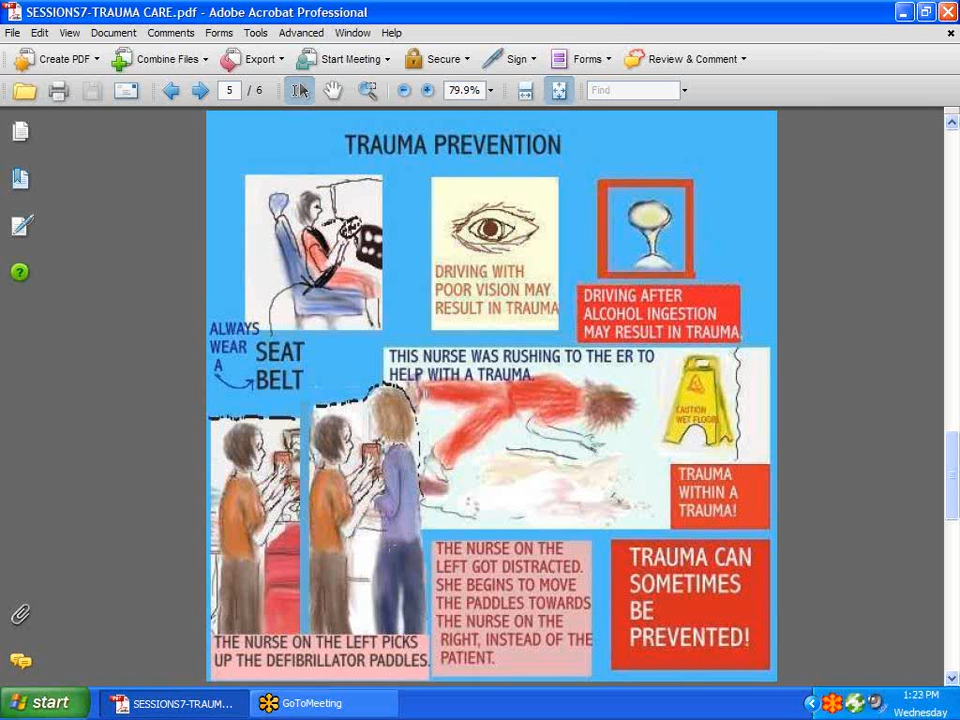 SESSIONS7-TRAUMA CARE.pdf - Adobe Acrobat Professional
File Edit View Document Comments Forms Tools Advanced Window Help
Create PDF Combine Files Export Start Meeting Secure Sign Forms Review & Comment
5 / 6 79.9% Find
TRAUMA PREVENTION
DRIVING WITH
POOR VISION MAY
RESULT IN TRAUMA
DRIVING AFTER
ALCOHOL INGESTION
MAY RESULT IN TRAUMA.
ALWAYS
WEAR
A
SEAT
BELT
THIS NURSE WAS RUSHING TO THE ER TO
HELP WITH A TRAUMA.
CAUTION
WET FLOOR
TRAUMA
WITHIN A
TRAUMA!
THE NURSE ON THE LEFT PICKS
UP THE DEFIBRILLATOR PADDLES.
THE NURSE ON THE
LEFT GOT DISTRACTED.
SHE BEGINS TO MOVE
THE PADDLES TOWARDS
THE NURSE ON THE
RIGHT, INSTEAD OF THE
PATIENT.
TRAUMA CAN
SOMETIMES
BE
PREVENTED!
start SESSIONS7-TRAUM... GoToMeeting 1:23 PM
Wednesday